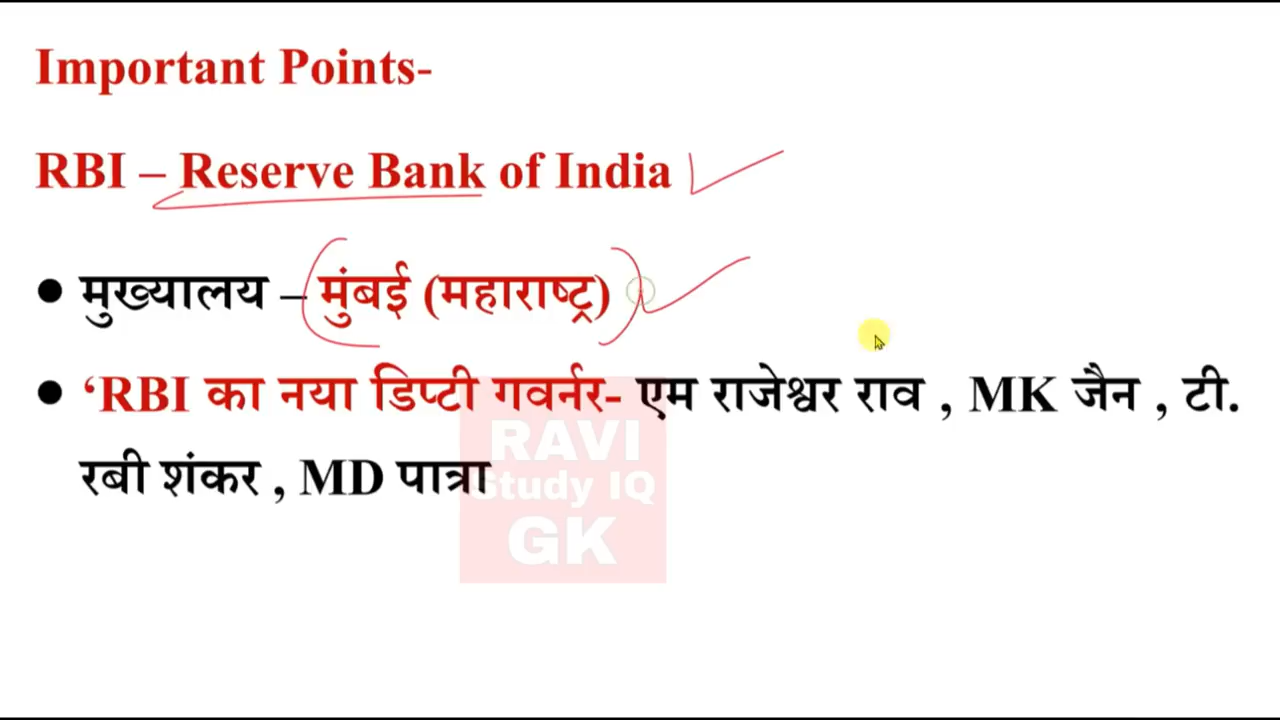 Important Points-
RBI – Reserve Bank of India
● मुख्यालय – मुंबई (महाराष्ट्र)
● ‘RBI का नया डिप्टी गवर्नर- एम राजेश्वर राव , MK जैन , टी.
रबी शंकर , MD पात्रा
RAVI
Study IQ
GK